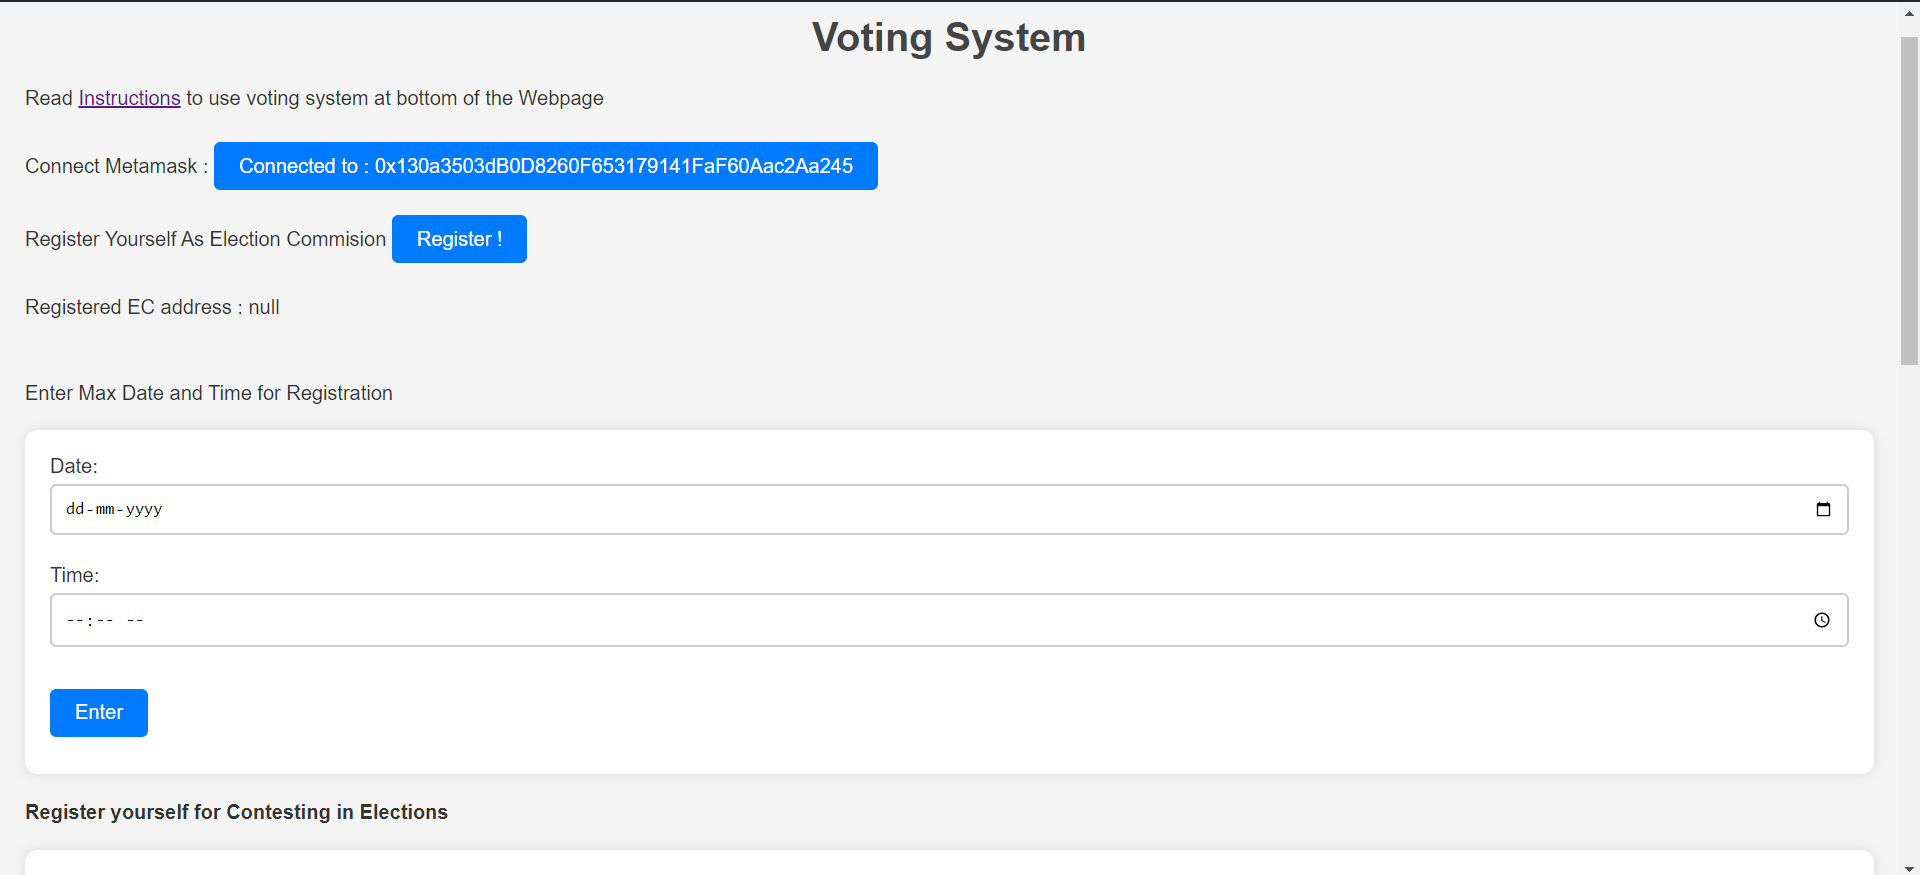 Voting System
Read Instructions to use voting system at bottom of the Webpage
Connect Metamask : Connected to : 0x130a3503dB0D8260F653179141FaF60Aac2Aa245
Register Yourself As Election Commision Register !
Registered EC address : null
Enter Max Date and Time for Registration
Date:
dd-mm-yyyy
Time:
--:-- --
Enter
Register yourself for Contesting in Elections